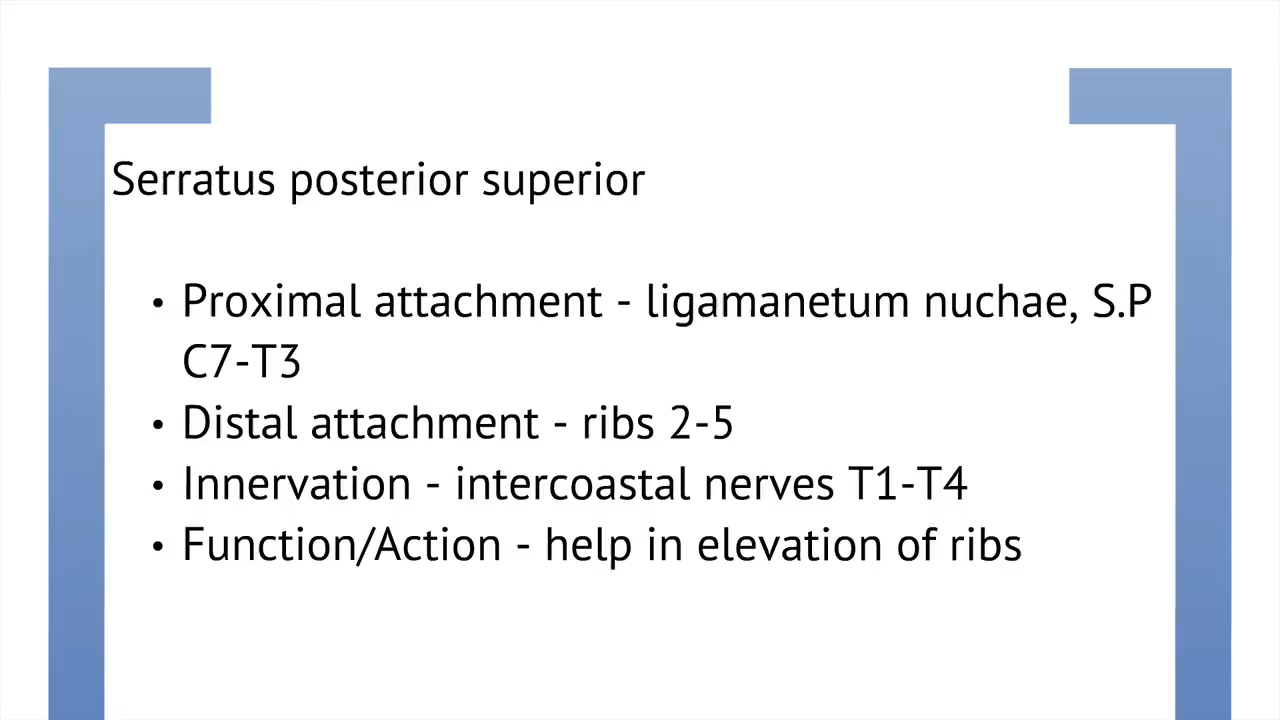 Serratus posterior superior
• Proximal attachment - ligamanetum nuchae, S.P
C7-T3
• Distal attachment - ribs 2-5
• Innervation - intercoastal nerves T1-T4
• Function/Action - help in elevation of ribs